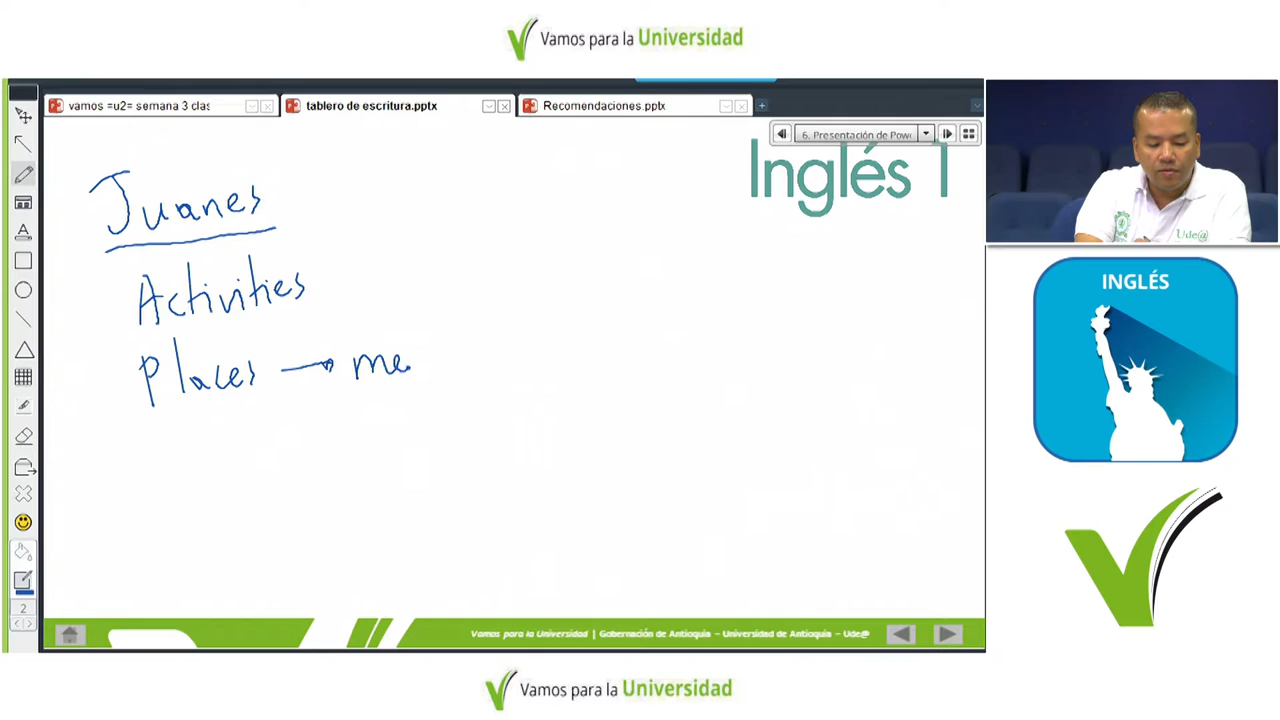 Vamos para la Universidad
vamos =u2= semana 3 clas
tablero de escritura.pptx
Recomendaciones.pptx
6. Presentación de Powe
Inglés 1
Juanes
Activities
places → me
Ude@
INGLÉS
2
Vamos para la Universidad | Gobernación de Antioquia – Universidad de Antioquia – Ude@
Vamos para la Universidad